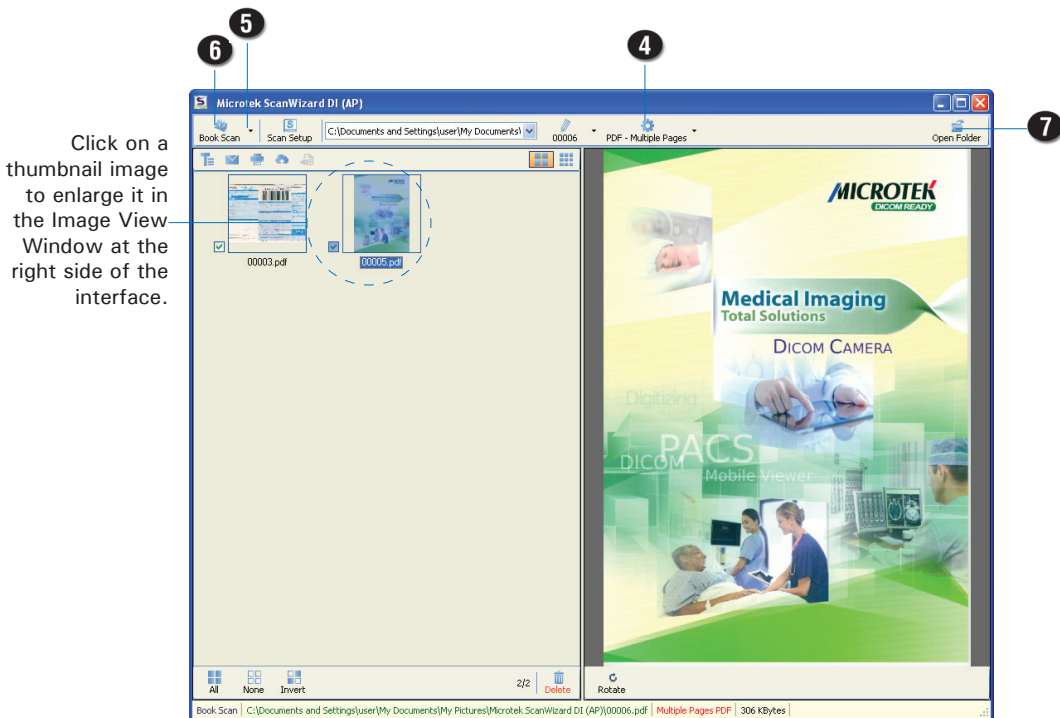 5
6
4
Microtek ScanWizard DI (AP)
Book Scan
Scan Setup
C:\Documents and Settings\user\My Documents\
00006
PDF - Multiple Pages
Open Folder
7
Click on a
thumbnail image
to enlarge it in
the Image View
Window at the
right side of the
interface.
00003.pdf
00005.pdf
MICROTEK
DICOM READY
Medical Imaging
Total Solutions
DICOM CAMERA
Digitizing
PACS
DICOM
Mobile Viewer
All
None
Invert
2/2
Delete
Rotate
Book Scan C:\Documents and Settings\user\My Documents\My Pictures\Microtek ScanWizard DI (AP)\00006.pdf Multiple Pages PDF 306 KBytes